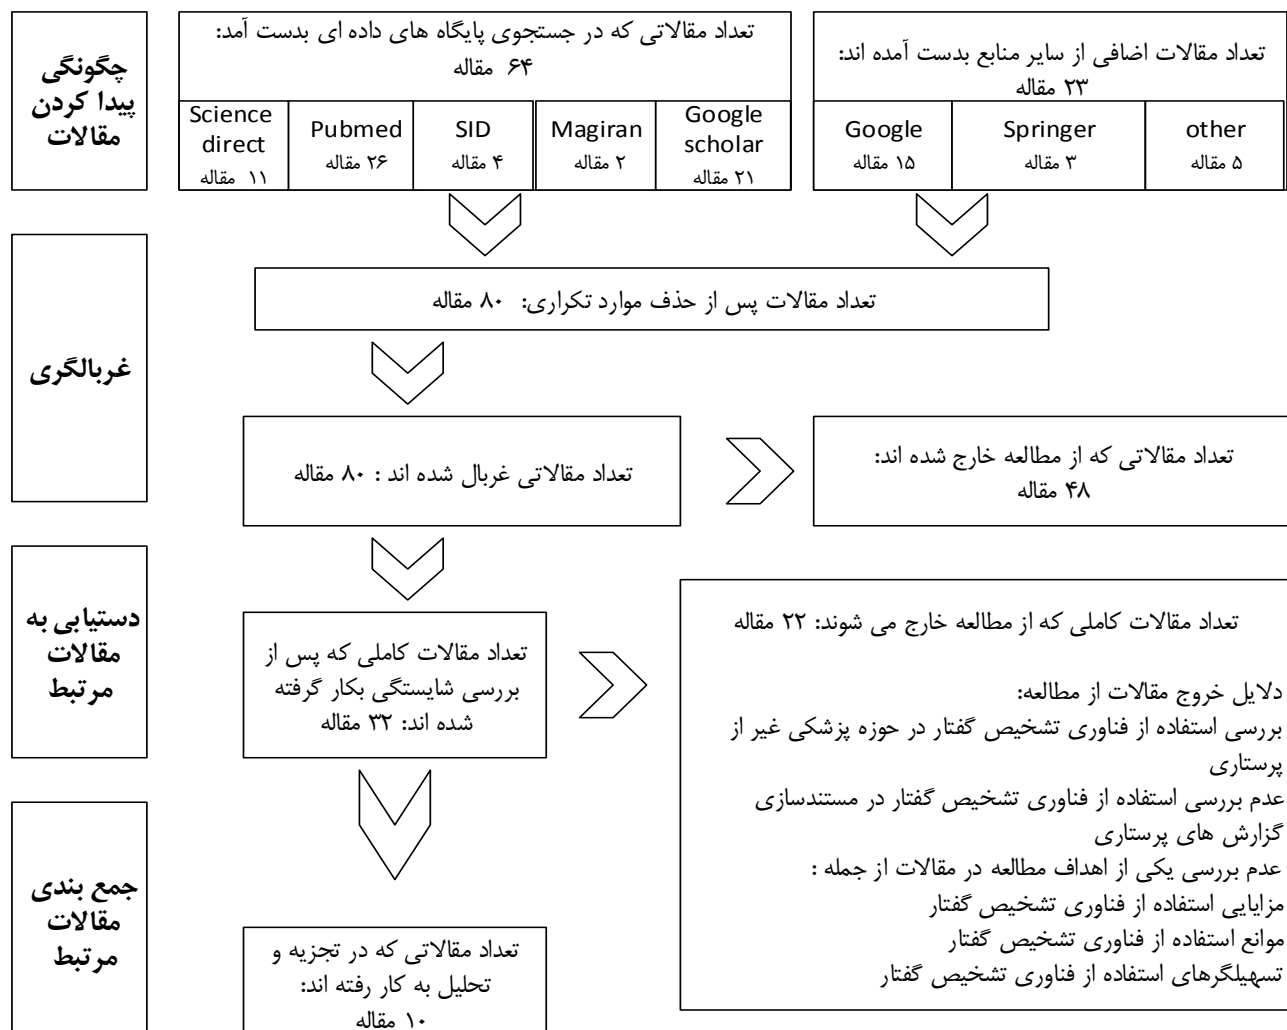 چگونگی
پیدا کردن
مقالات
تعداد مقالاتی که در جستجوی پایگاه های داده ای بدست آمد:
۶۴ مقاله
Science
direct
۱۱ مقاله
Pubmed
۲۶ مقاله
SID
۴ مقاله
Magiran
۲ مقاله
Google
scholar
۲۱ مقاله
تعداد مقالات اضافی از سایر منابع بدست آمده اند:
۲۳ مقاله
Google
۱۵ مقاله
Springer
۳ مقاله
other
۵ مقاله
غربالگری
تعداد مقالات پس از حذف موارد تکراری: ۸۰ مقاله
تعداد مقالاتی غربال شده اند : ۸۰ مقاله
تعداد مقالاتی که از مطالعه خارج شده اند:
۴۸ مقاله
دستیابی به
مقالات
مرتبط
تعداد مقالات کاملی که پس از
بررسی شایستگی بکار گرفته
شده اند: ۳۲ مقاله
تعداد مقالات کاملی که از مطالعه خارج می شوند: ۲۲ مقاله
دلایل خروج مقالات از مطالعه:
بررسی استفاده از فناوری تشخیص گفتار در حوزه پزشکی غیر از
پرستاری
عدم بررسی استفاده از فناوری تشخیص گفتار در مستندسازی
گزارش های پرستاری
عدم بررسی یکی از اهداف مطالعه در مقالات از جمله :
مزایایی استفاده از فناوری تشخیص گفتار
موانع استفاده از فناوری تشخیص گفتار
تسهیلگرهای استفاده از فناوری تشخیص گفتار
جمع بندی
مقالات
مرتبط
تعداد مقالاتی که در تجزیه و
تحلیل به کار رفته اند:
۱۰ مقاله